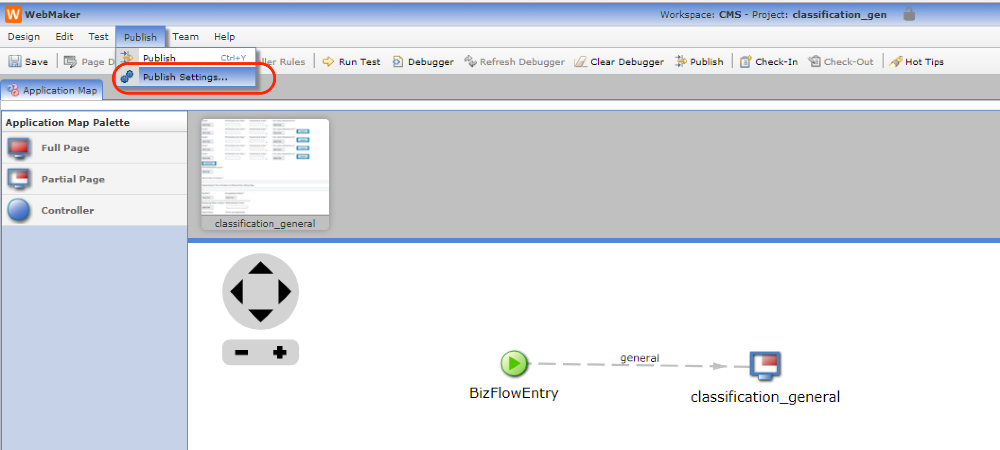 W WebMaker
Workspace: CMS - Project: classification_gen
Design Edit Test Publish Team Help
Save Page D ller Rules Run Test Debugger Refresh Debugger Clear Debugger Publish Check-In Check-Out Hot Tips
Publish Ctrl+Y
Publish Settings...
Application Map
Application Map Palette
Full Page
Partial Page
Controller
classification_general
general
BizFlowEntry
classification_general